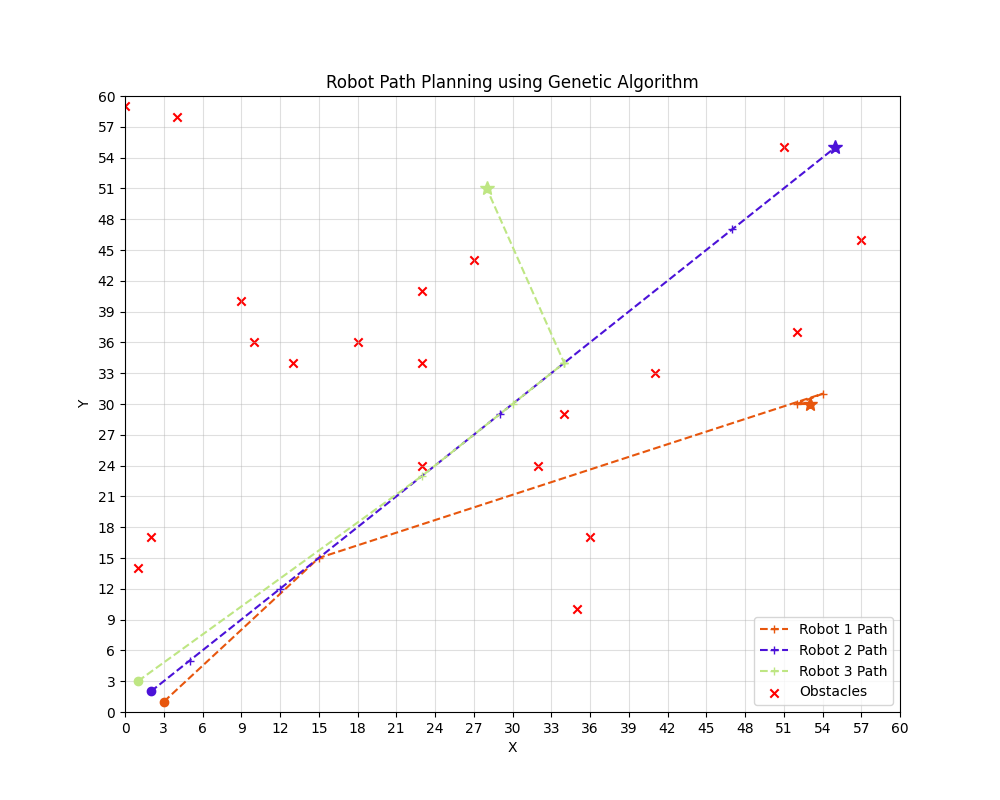 Robot Path Planning using Genetic Algorithm
60
57
54
51
48
45
42
39
36
33
30
27
24
21
18
15
12
9
6
3
0
Y
Robot 1 Path
Robot 2 Path
Robot 3 Path
Obstacles
0 3 6 9 12 15 18 21 24 27 30 33 36 39 42 45 48 51 54 57 60
X